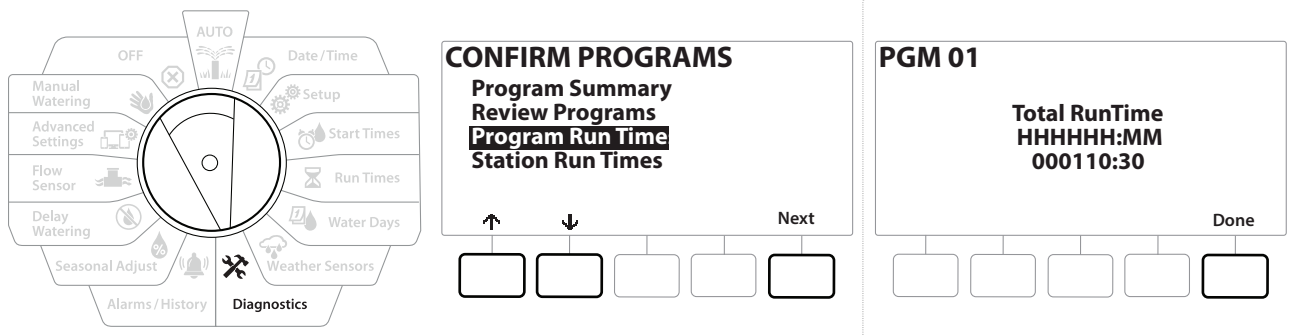 AUTO
OFF
Date / Time
Manual
Watering
Setup
Advanced
Settings
Start Times
Flow
Sensor
Run Times
Delay
Watering
Water Days
Seasonal Adjust
%
Weather Sensors
Alarms / History
Diagnostics
CONFIRM PROGRAMS
Program Summary
Review Programs
Program Run Time
Station Run Times
Next
PGM 01
Total RunTime
HHHHHH:MM
000110:30
Done